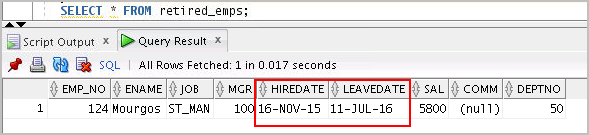 SELECT * FROM retired_emps;
Script Output x Query Result x
SQL | All Rows Fetched: 1 in 0.017 seconds
EMP_NO ENAME JOB MGR HIREDATE LEAVEDATE SAL COMM DEPTNO
1 124 Mourgos ST_MAN 100 16-NOV-15 11-JUL-16 5800 (null) 50